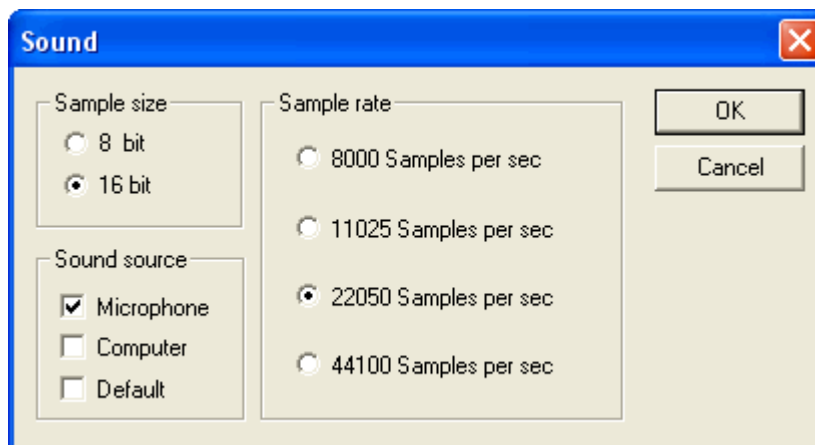 Sound
Sample size
8 bit
16 bit
Sound source
Microphone
Computer
Default
Sample rate
8000 Samples per sec
11025 Samples per sec
22050 Samples per sec
44100 Samples per sec
OK
Cancel